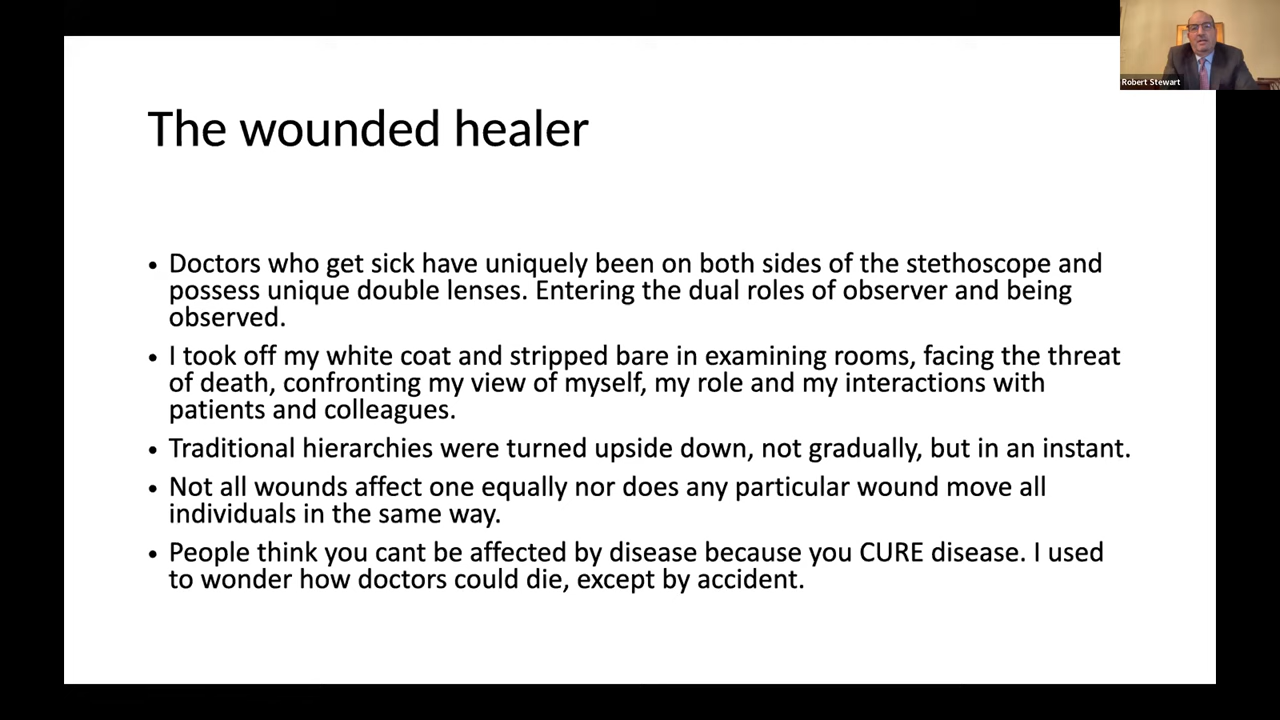 Robert Stewart
The wounded healer
• Doctors who get sick have uniquely been on both sides of the stethoscope and
possess unique double lenses. Entering the dual roles of observer and being
observed.
• I took off my white coat and stripped bare in examining rooms, facing the threat
of death, confronting my view of myself, my role and my interactions with
patients and colleagues.
• Traditional hierarchies were turned upside down, not gradually, but in an instant.
• Not all wounds affect one equally nor does any particular wound move all
individuals in the same way.
• People think you cant be affected by disease because you CURE disease. I used
to wonder how doctors could die, except by accident.